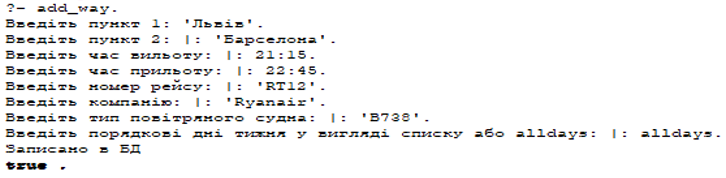 ?- add_way.
Введіть пункт 1: 'Львів'.
Введіть пункт 2: |: 'Барселона'.
Введіть час вильоту: |: 21:15.
Введіть час прильоту: |: 22:45.
Введіть номер рейсу: |: 'RT12'.
Введіть компанію: |: 'Ryanair'.
Введіть тип повітряного судна: |: 'B738'.
Введіть порядкові дні тижня у вигляді списку або alldays: |: alldays.
Записано в БД
true .